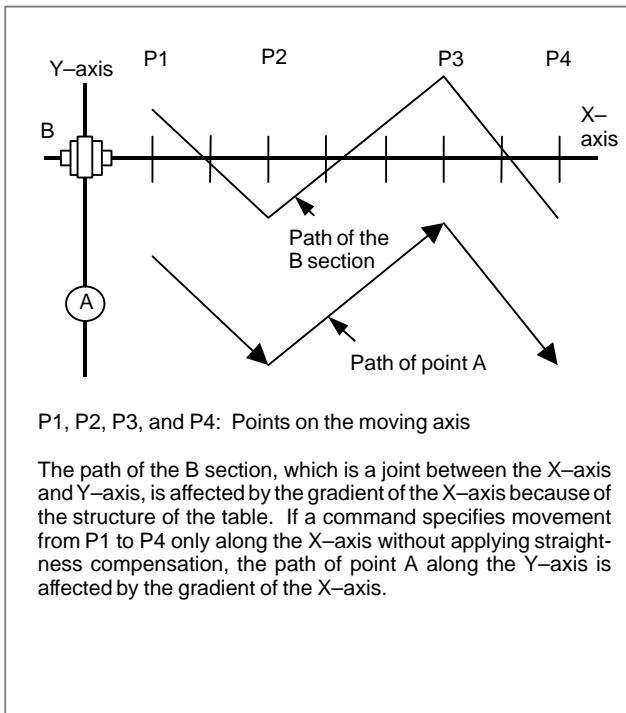 P1 P2 P3 P4
Y–axis
X–
axis
B
Path of the
B section
A
Path of point A
P1, P2, P3, and P4: Points on the moving axis
The path of the B section, which is a joint between the X–axis
and Y–axis, is affected by the gradient of the X–axis because of
the structure of the table. If a command specifies movement
from P1 to P4 only along the X–axis without applying straight-
ness compensation, the path of point A along the Y–axis is
affected by the gradient of the X–axis.